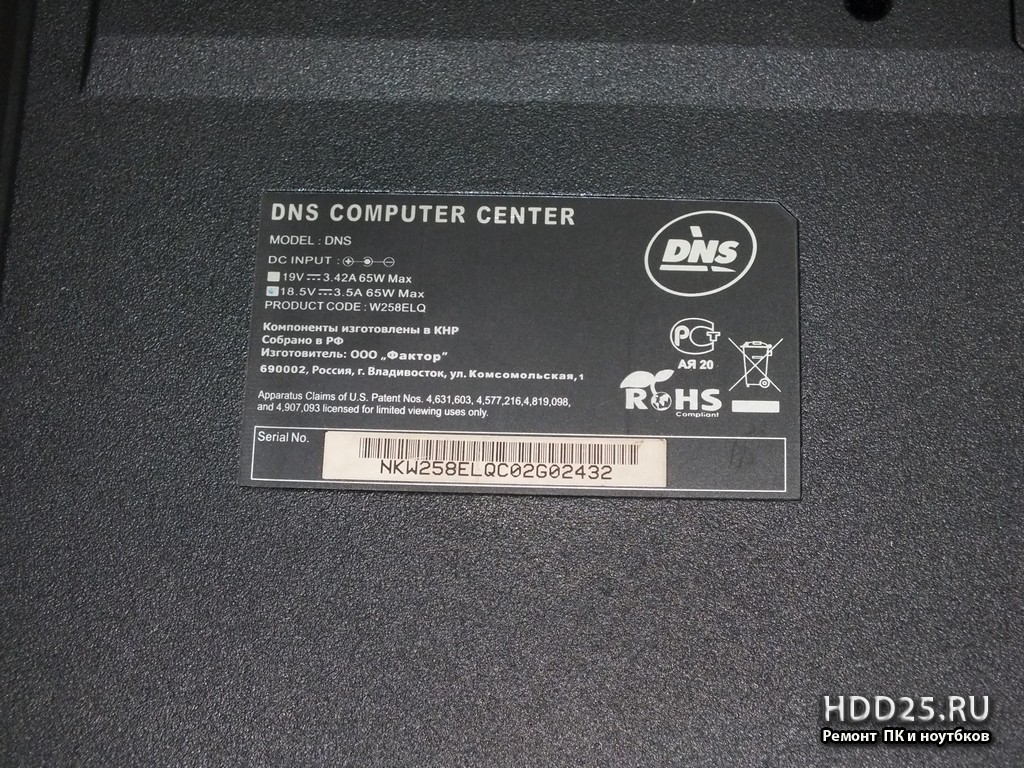 DNS COMPUTER CENTER
DNS
MODEL : DNS
DC INPUT :
19V 3.42A 65W Max
18.5V 3.5A 65W Max
PRODUCT CODE : W258ELQ
Компоненты изготовлены в КНР
Собрано в РФ
Изготовитель: ООО „Фактор”
690002, Россия, г. Владивосток, ул. Комсомольская,1
РСТ
АЯ 20
Apparatus Claims of U.S. Patent Nos. 4,631,603, 4,577,216,4,819,098,
and 4,907,093 licensed for limited viewing uses only.
RoHS
Compliant
Serial No.
NKW258ELQC02G02432
HDD25.RU
Ремонт ПК и ноутбков